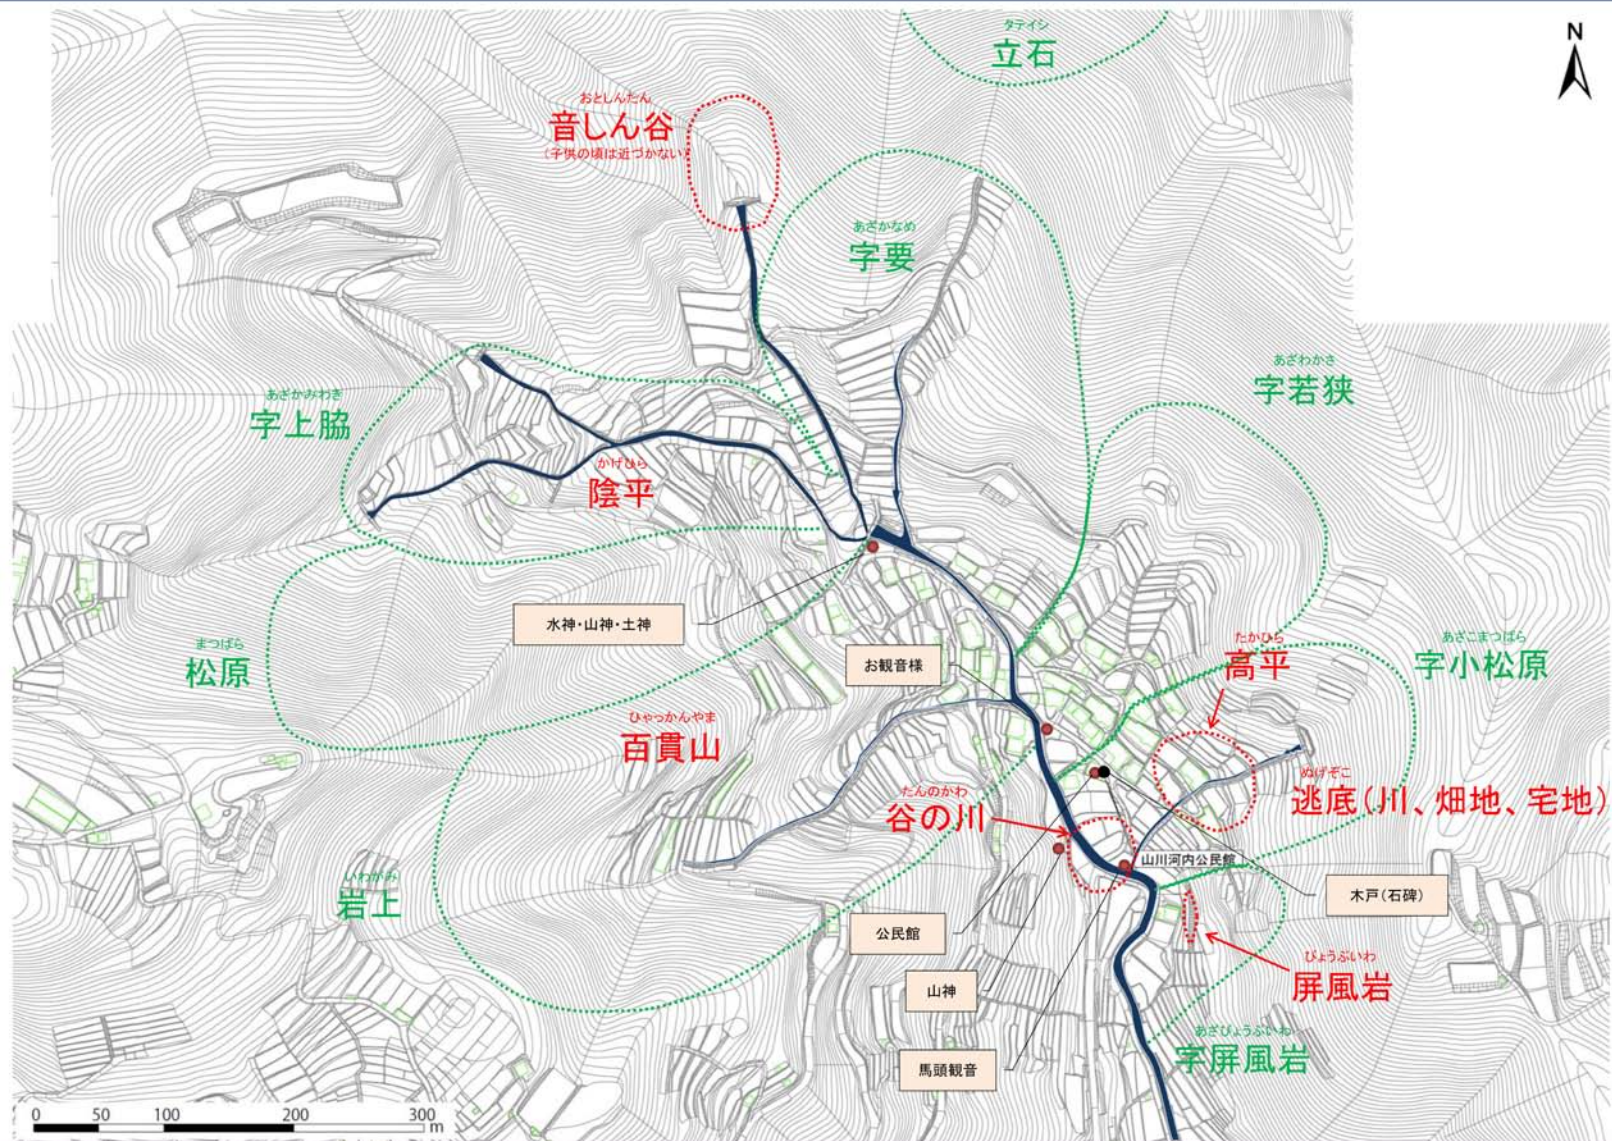 タテイシ
立石
N
おとしんたん
音しん谷
(子供の頃は近づかない)
あざかなめ
字要
あざわかさ
字若狭
あざかみわき
字上脇
かげひら
陰平
水神・山神・土神
まつばら
松原
お観音様
たかひら
高平
あざこまつばら
字小松原
ひゃっかんやま
百貫山
たんのかわ
谷の川
ぬげぞこ
逃底(川、畑地、宅地)
山川河内公民館
いわがみ
岩上
木戸(石碑)
公民館
びょうぶいわ
屏風岩
山神
あざびょうぶいわ
字屏風岩
馬頭観音
0 50 100 200 300
m